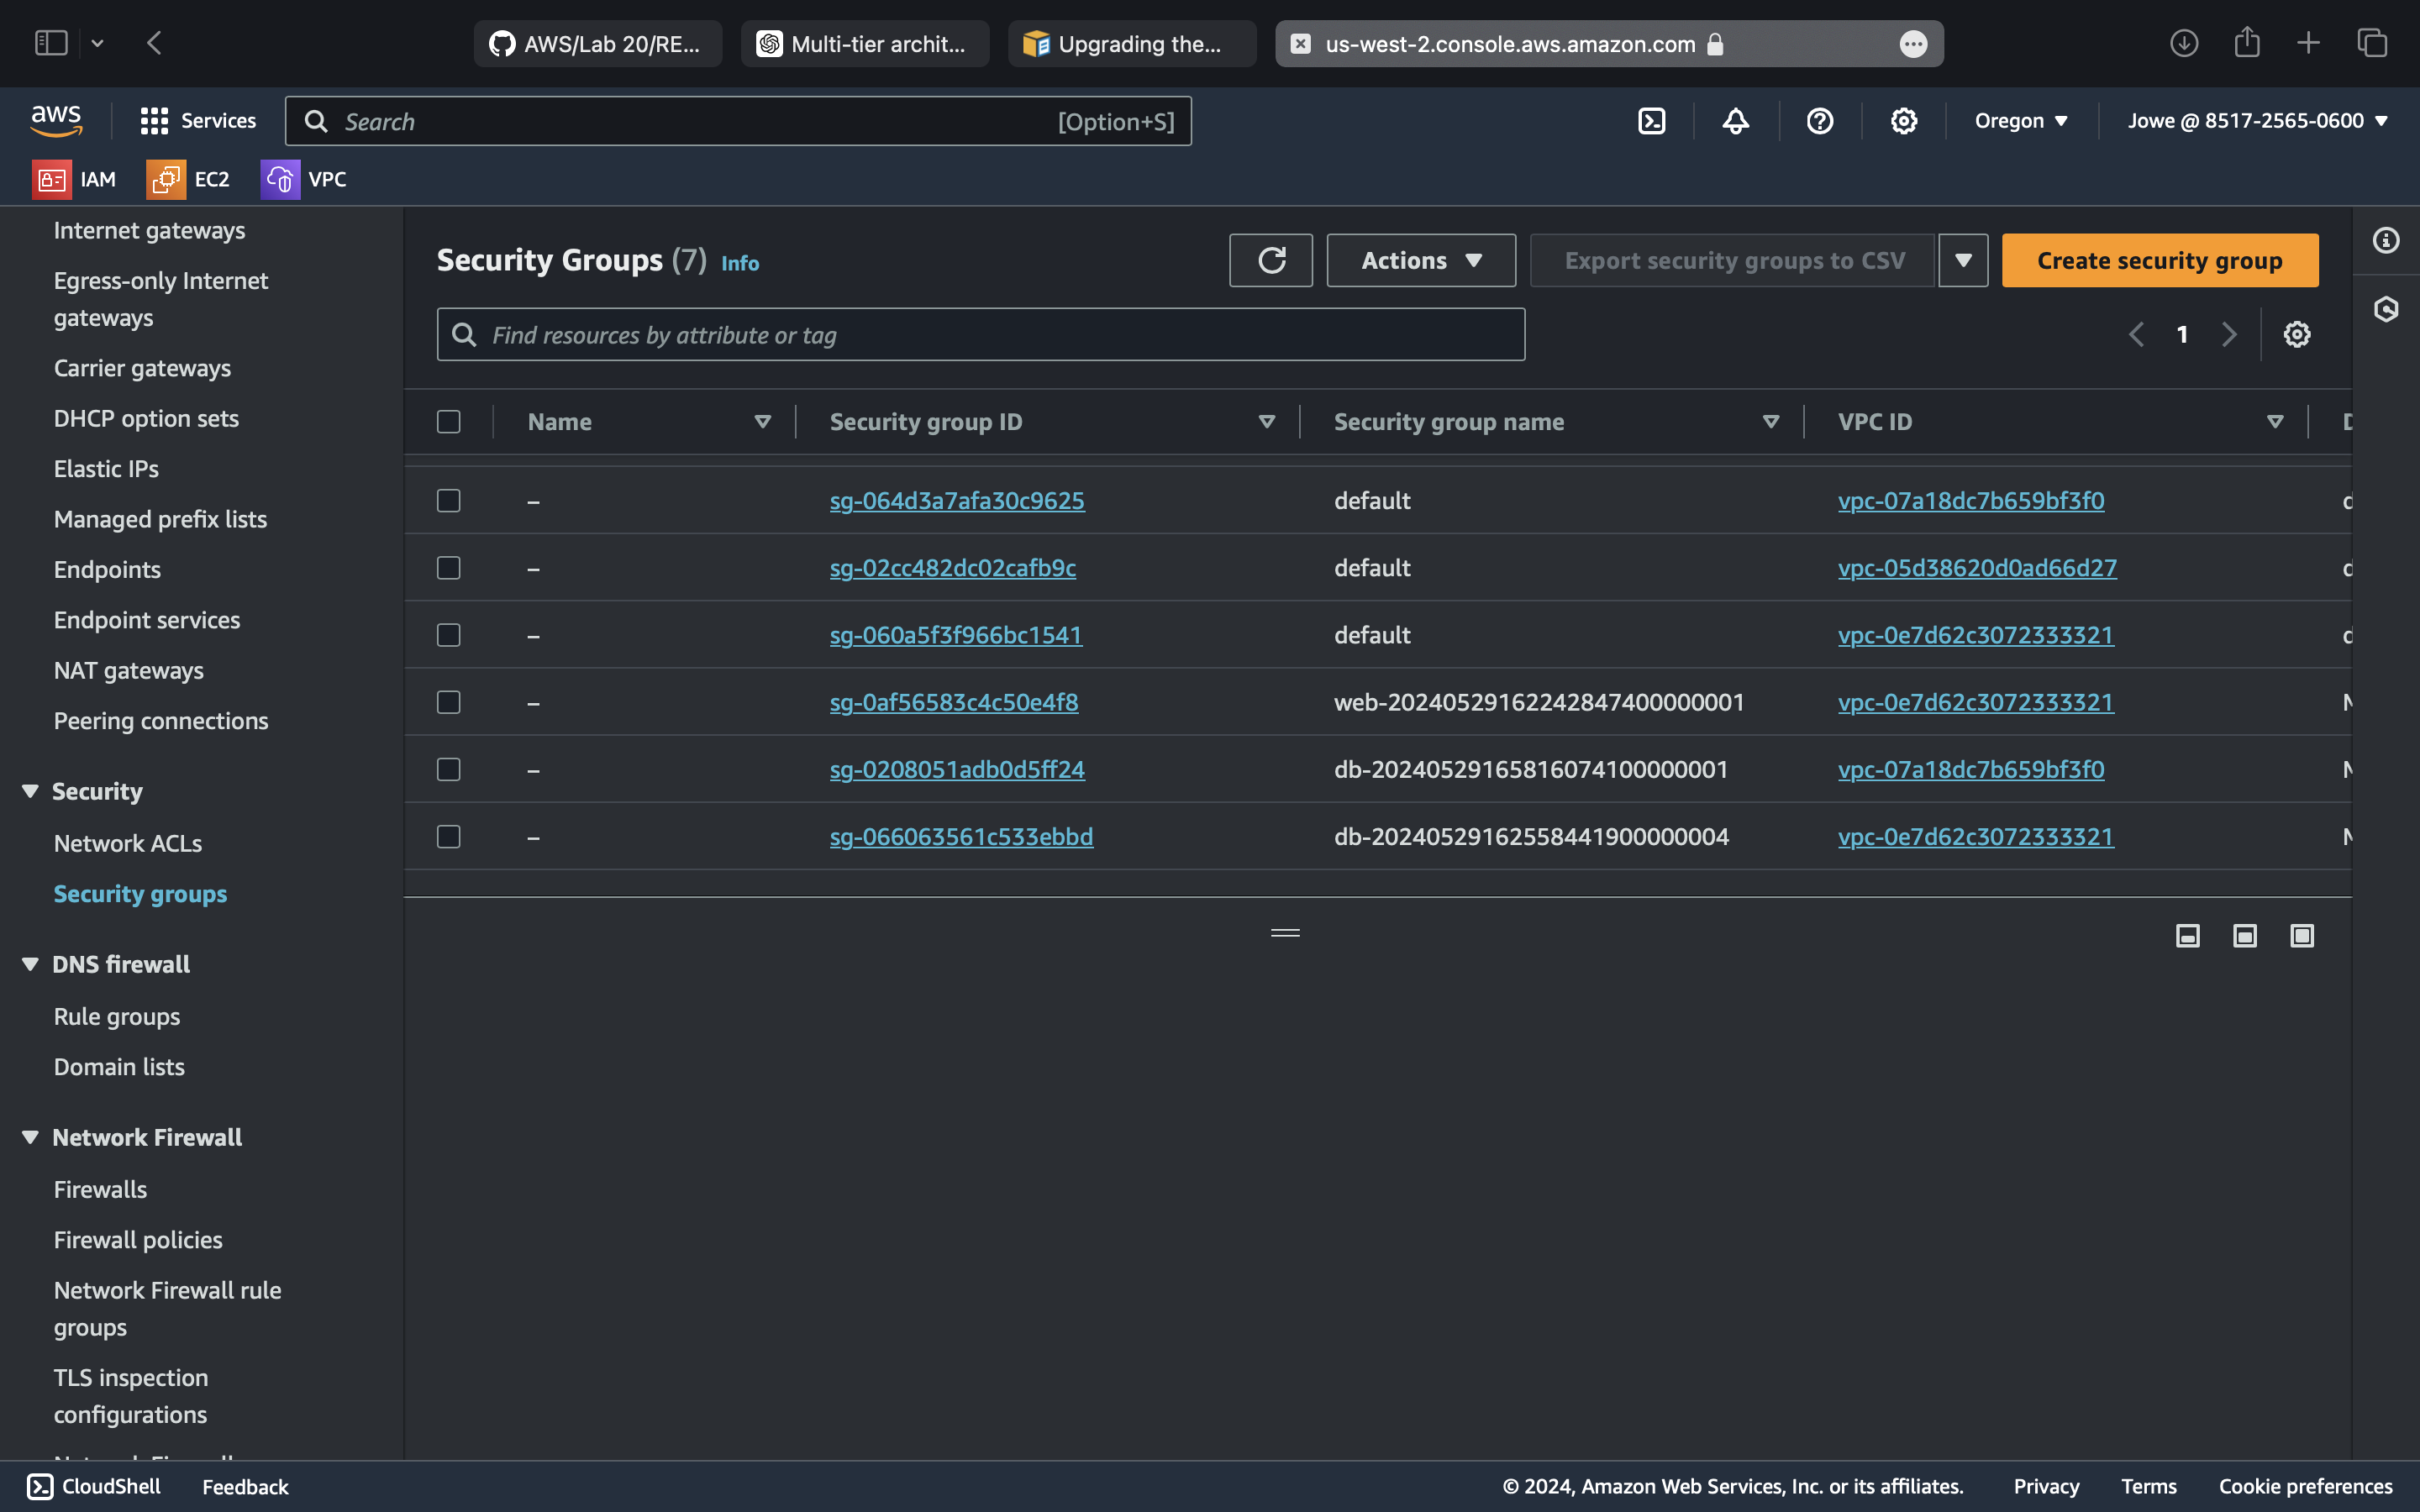 AWS/Lab 20/RE...
Multi-tier archit...
Upgrading the...
us-west-2.console.aws.amazon.com
aws
Services
Search
[Option+S]
Oregon
Jowe @ 8517-2565-0600
IAM
EC2
VPC
Internet gateways
Egress-only Internet
gateways
Carrier gateways
DHCP option sets
Elastic IPs
Managed prefix lists
Endpoints
Endpoint services
NAT gateways
Peering connections
Security
Network ACLs
Security groups
DNS firewall
Rule groups
Domain lists
Network Firewall
Firewalls
Firewall policies
Network Firewall rule
groups
TLS inspection
configurations
Security Groups (7) Info
Actions
Export security groups to CSV
Create security group
Find resources by attribute or tag
1
Name Security group ID Security group name VPC ID
– sg-064d3a7afa30c9625 default vpc-07a18dc7b659bf3f0
– sg-02cc482dc02cafb9c default vpc-05d38620d0ad66d27
– sg-060a5f3f966bc1541 default vpc-0e7d62c3072333321
– sg-0af56583c4c50e4f8 web-20240529162242847400000001 vpc-0e7d62c3072333321
– sg-0208051adb0d5ff24 db-20240529165816074100000001 vpc-07a18dc7b659bf3f0
– sg-066063561c533ebbd db-20240529162558441900000004 vpc-0e7d62c3072333321
CloudShell
Feedback
© 2024, Amazon Web Services, Inc. or its affiliates.
Privacy
Terms
Cookie preferences